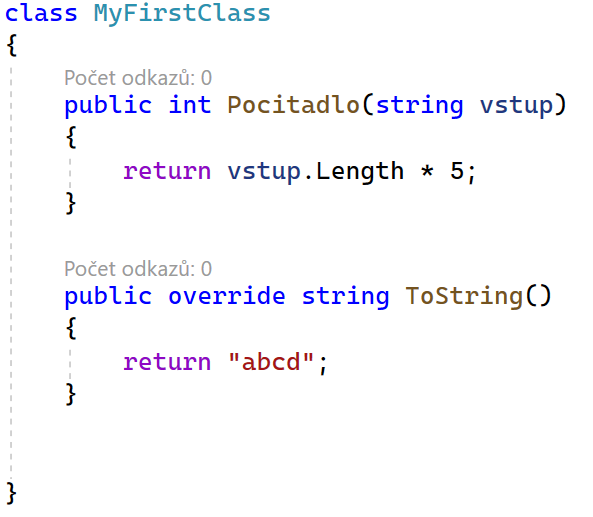 class MyFirstClass
{
Počet odkazů: 0
public int Pocitadlo(string vstup)
{
return vstup.Length * 5;
}
Počet odkazů: 0
public override string ToString()
{
return "abcd";
}
}